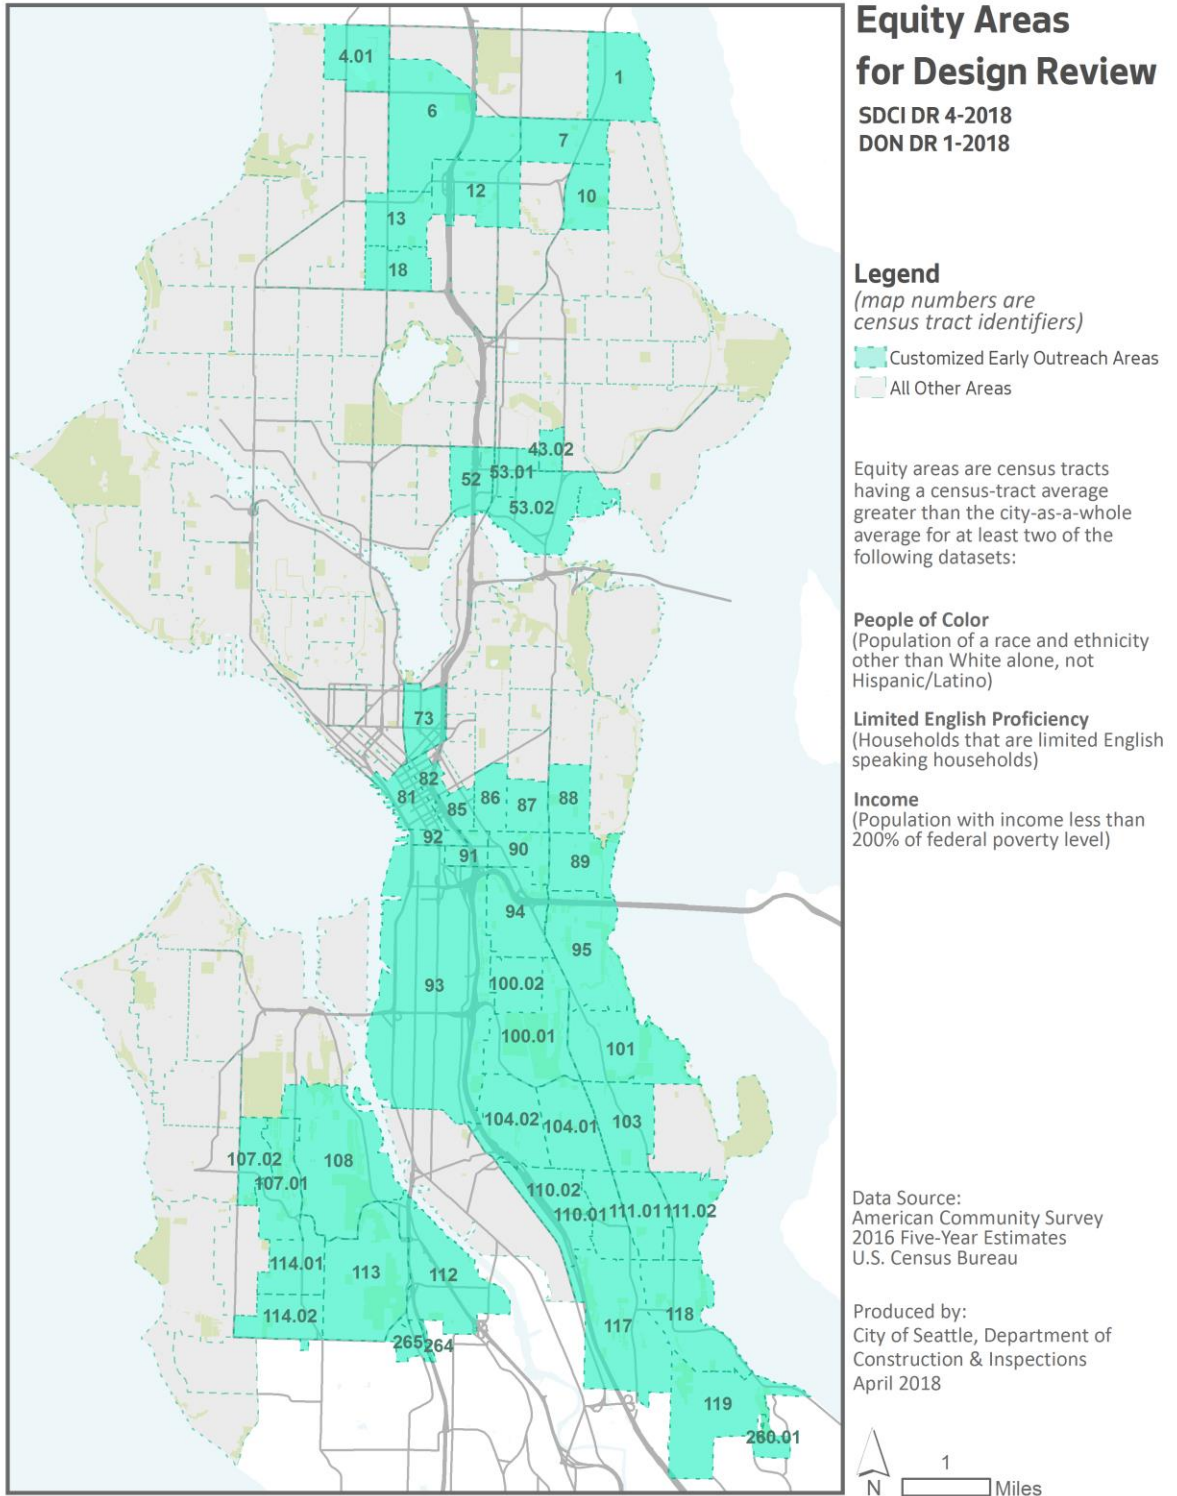 Equity Areas
for Design Review
SDCI DR 4-2018
DON DR 1-2018
Legend
(map numbers are
census tract identifiers)
Customized Early Outreach Areas
All Other Areas
Equity areas are census tracts
having a census-tract average
greater than the city-as-a-whole
average for at least two of the
following datasets:
People of Color
(Population of a race and ethnicity
other than White alone, not
Hispanic/Latino)
Limited English Proficiency
(Households that are limited English
speaking households)
Income
(Population with income less than
200% of federal poverty level)
Data Source:
American Community Survey
2016 Five-Year Estimates
U.S. Census Bureau
Produced by:
City of Seattle, Department of
Construction & Inspections
April 2018
N
1
Miles
4.01
1
6
7
12
10
13
18
43.02
53.01
52
53.02
73
82
81
85
86
87
88
92
91
90
89
94
95
93
100.02
100.01
101
104.02
104.01
103
107.02
108
107.01
110.02
110.01
111.01
111.02
114.01
113
112
114.02
117
118
265
264
119
260.01